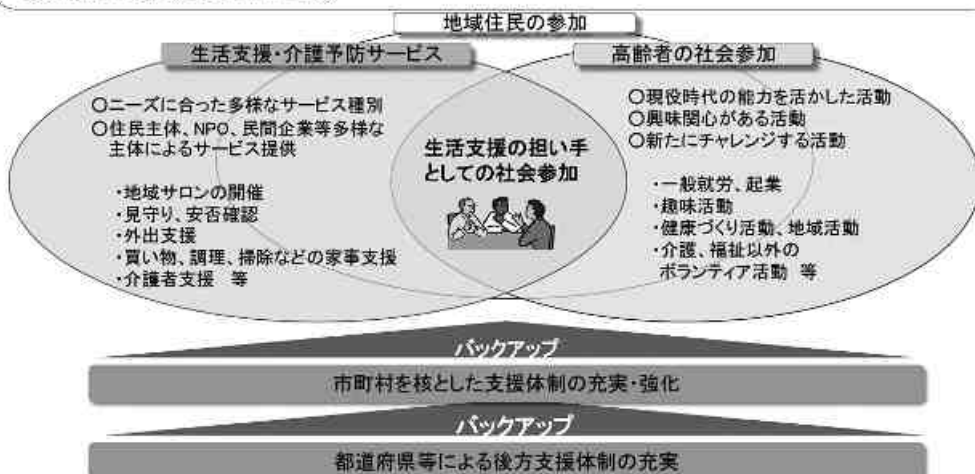 地域住民の参加
生活支援・介護予防サービス
高齢者の社会参加
○ニーズに合った多様なサービス種別
○住民主体、NPO、民間企業等多様な
主体によるサービス提供
・地域サロンの開催
・見守り、安否確認
・外出支援
・買い物、調理、掃除などの家事支援
・介護者支援 等
生活支援の担い手
としての社会参加
○現役時代の能力を活かした活動
○興味関心がある活動
○新たにチャレンジする活動
・一般就労、起業
・趣味活動
・健康づくり活動、地域活動
・介護、福祉以外の
ボランティア活動 等
バックアップ
市町村を核とした支援体制の充実・強化
バックアップ
都道府県等による後方支援体制の充実